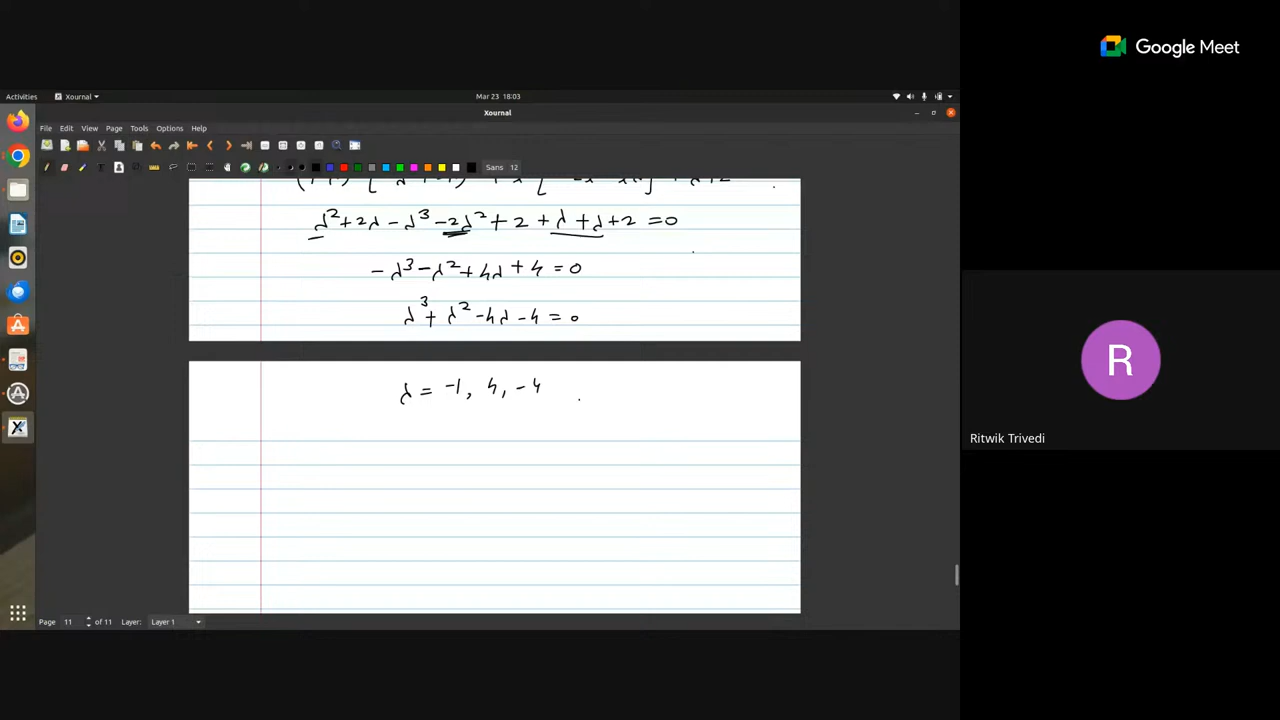 Google Meet
Activities Xournal Mar 23 18:03
Xournal
File Edit View Page Tools Options Help
Sans 12
λ²+2λ-λ³-2λ²+2+λ+λ+2=0
-λ³-λ²+4λ+4=0
λ³+λ²-4λ-4=0
λ = -1, 4, -4
R
Ritwik Trivedi
Page 11 of 11 Layer: Layer 1